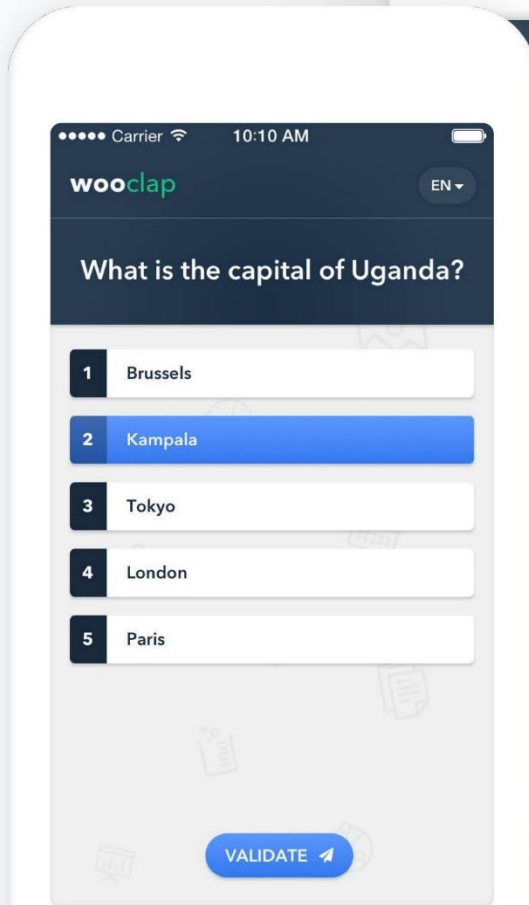 ●●●●● Carrier 10:10 AM
wooclap EN
What is the capital of Uganda?
1 Brussels
2 Kampala
3 Tokyo
4 London
5 Paris
VALIDATE